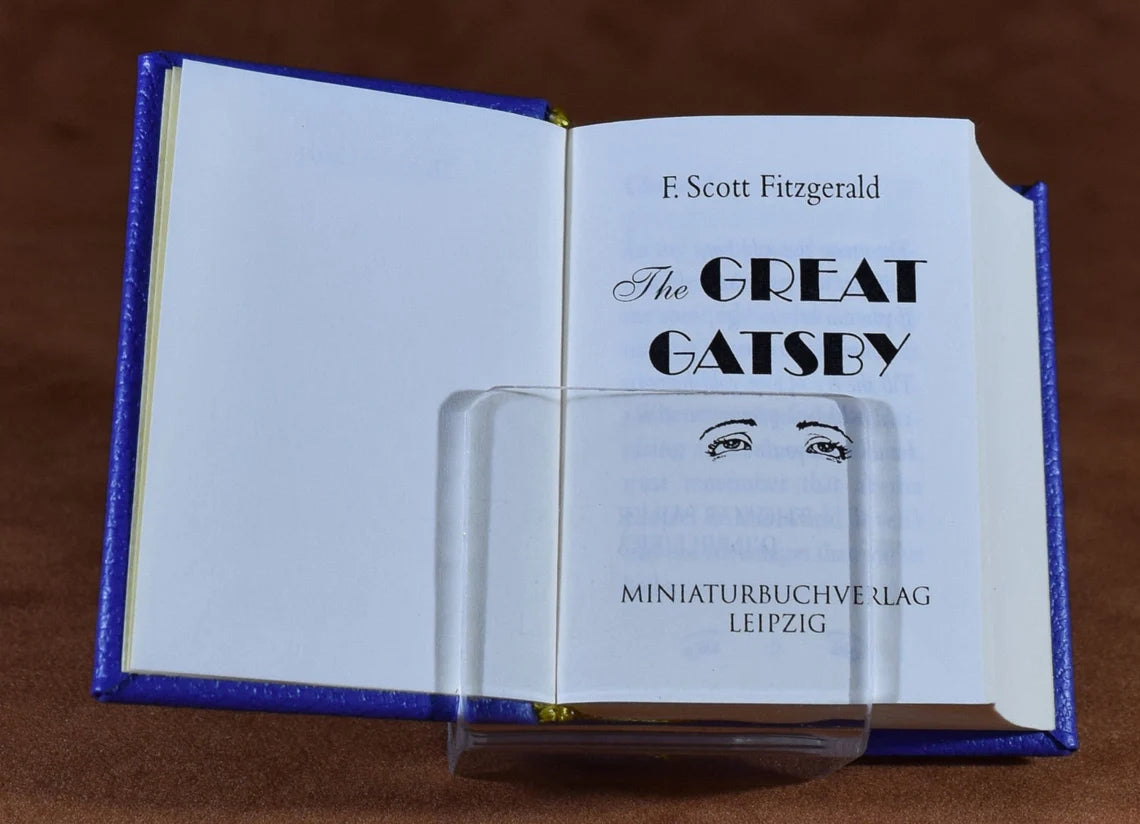 F. Scott Fitzgerald
The GREAT
GATSBY
MINIATURBUCHVERLAG
LEIPZIG